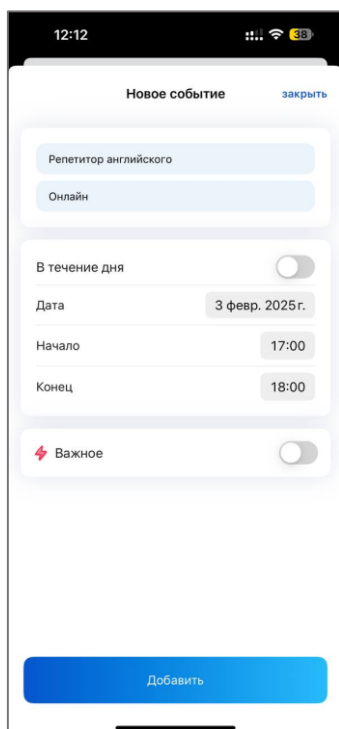 12:12
38
Новое событие закрыть
Репетитор английского
Онлайн
В течение дня
Дата 3 февр. 2025 г.
Начало 17:00
Конец 18:00
Важное
Добавить